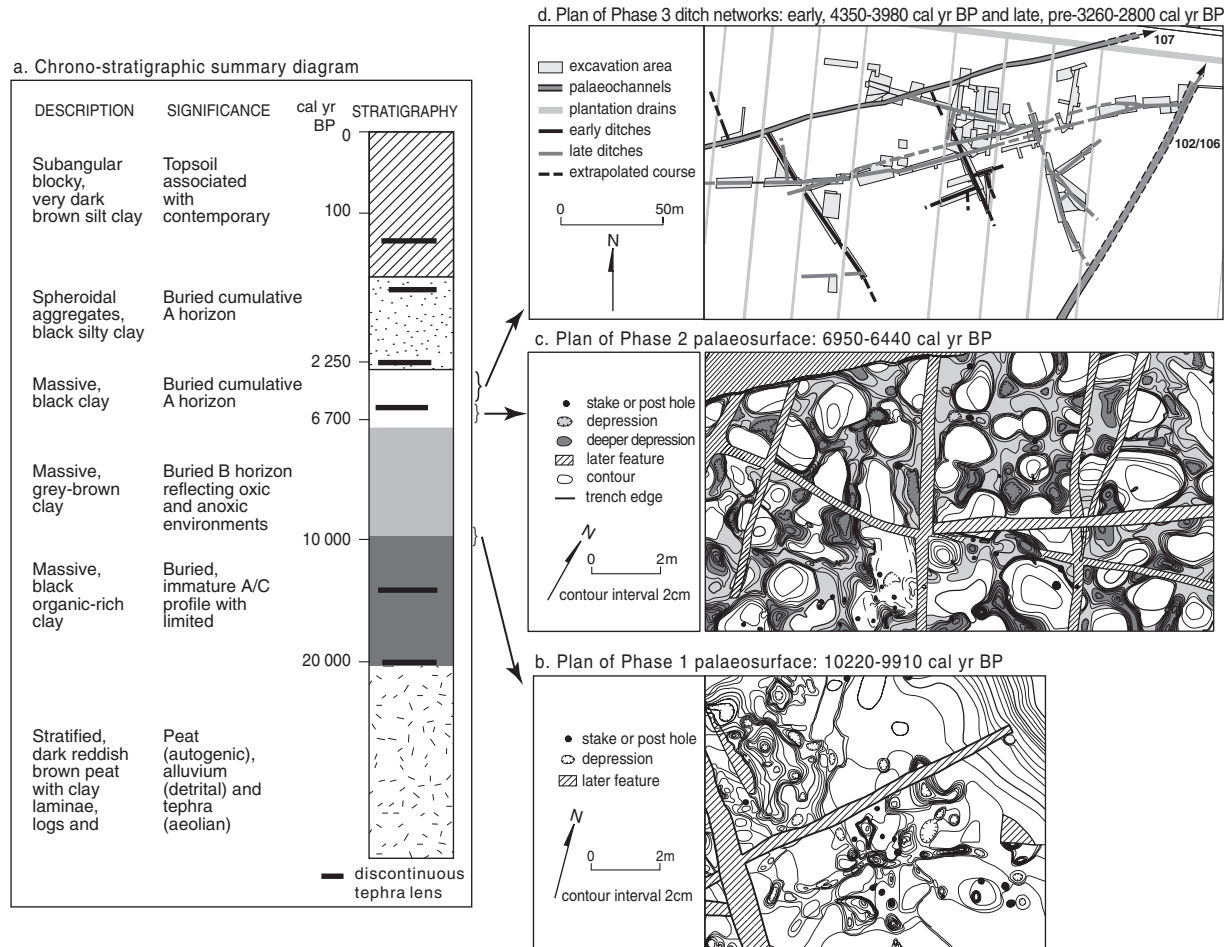 a. Chrono-stratigraphic summary diagram
DESCRIPTION
SIGNIFICANCE
cal yr
BP
STRATIGRAPHY
0
Subangular
blocky,
very dark
brown silt clay
Topsoil
associated
with
contemporary
100
Spheroidal
aggregates,
black silty clay
Buried cumulative
A horizon
2 250
Massive,
black clay
Buried cumulative
A horizon
6 700
Massive,
grey-brown
clay
Buried B horizon
reflecting oxic
and anoxic
environments
10 000
Massive,
black
organic-rich
clay
Buried,
immature A/C
profile with
limited
20 000
Stratified,
dark reddish
brown peat
with clay
laminae,
logs and
Peat
(autogenic),
alluvium
(detrital) and
tephra
(aeolian)
discontinuous
tephra lens
d. Plan of Phase 3 ditch networks: early, 4350-3980 cal yr BP and late, pre-3260-2800 cal yr BP
excavation area
palaeochannels
plantation drains
early ditches
late ditches
extrapolated course
0 50m
N
107
102/106
c. Plan of Phase 2 palaeosurface: 6950-6440 cal yr BP
stake or post hole
depression
deeper depression
later feature
contour
trench edge
N
0 2m
contour interval 2cm
b. Plan of Phase 1 palaeosurface: 10220-9910 cal yr BP
stake or post hole
depression
later feature
N
0 2m
contour interval 2cm